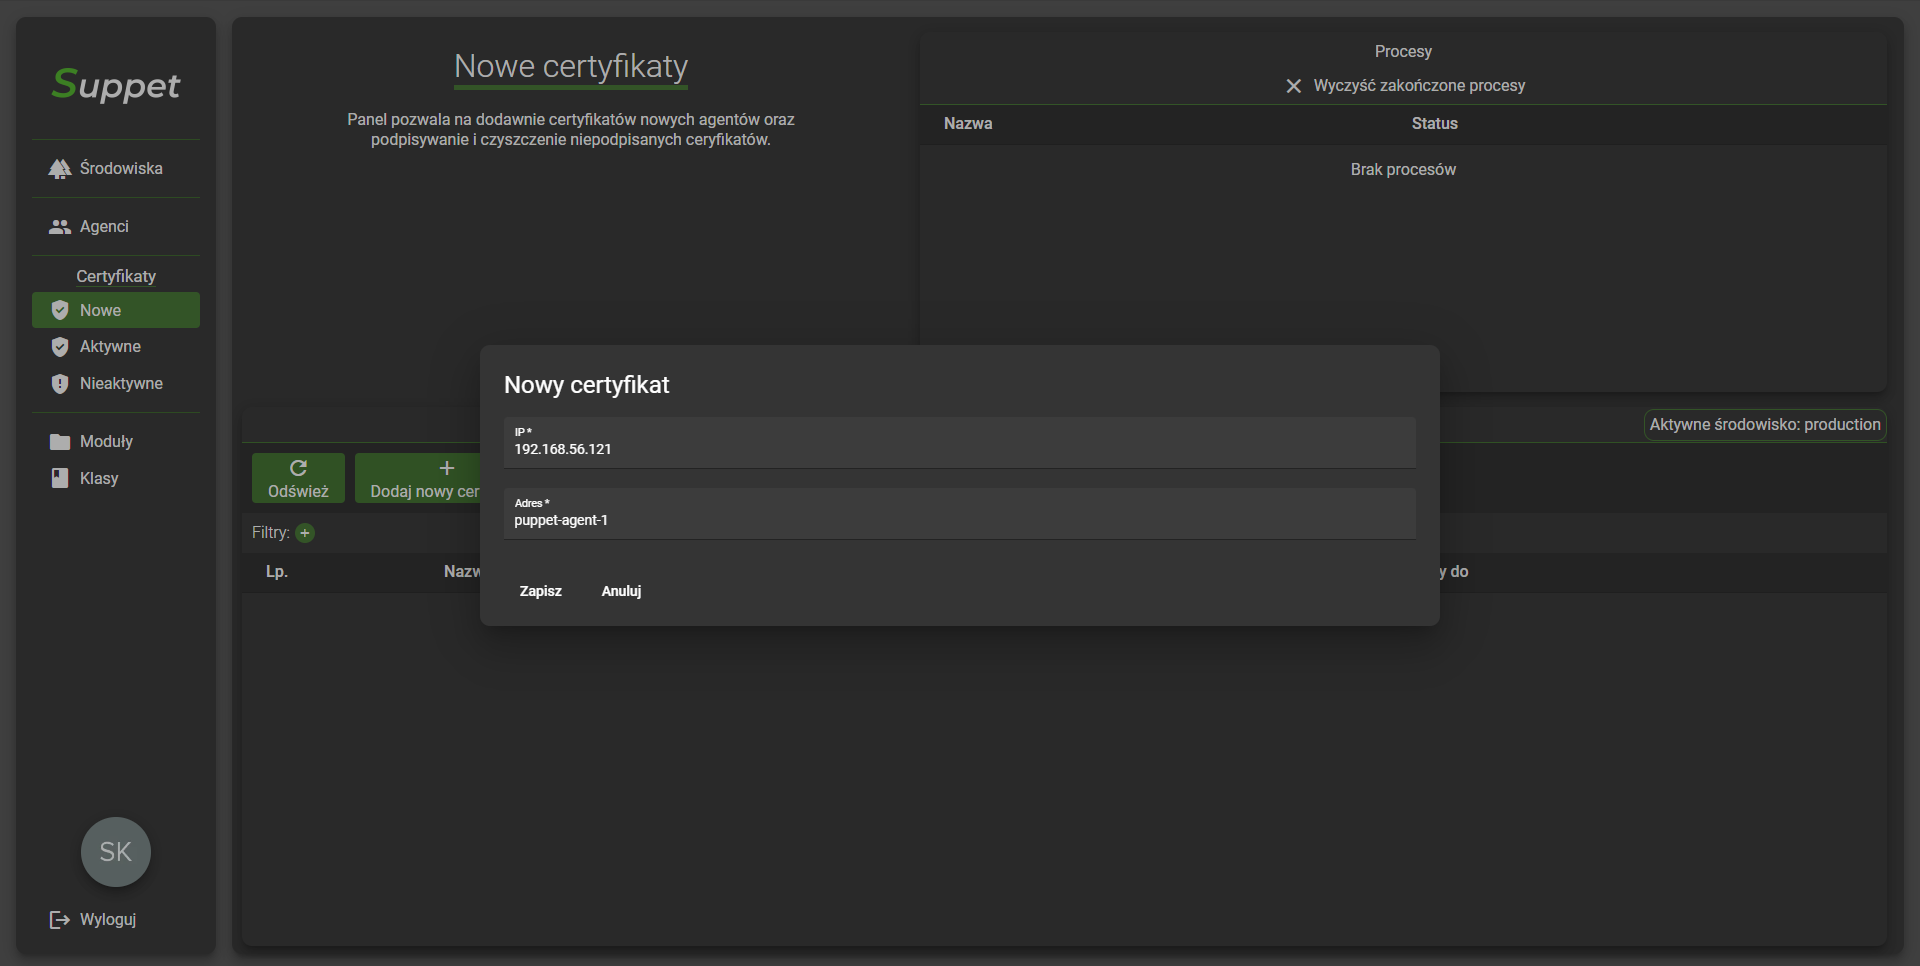 Suppet
Środowiska
Agenci
Certyfikaty
Nowe
Aktywne
Nieaktywne
Moduły
Klasy
SK
Wyloguj
Nowe certyfikaty
Panel pozwala na dodawnie certyfikatów nowych agentów oraz
podpisywanie i czyszczenie niepodpisanych ceryfikatów.
Procesy
Wyczyść zakończone procesy
Nazwa Status
Brak procesów
Aktywne środowisko: production
Odśwież
Dodaj nowy cer
Filtry:
Lp. Nazw y do
Nowy certyfikat
IP *
192.168.56.121
Adres *
puppet-agent-1
Zapisz Anuluj